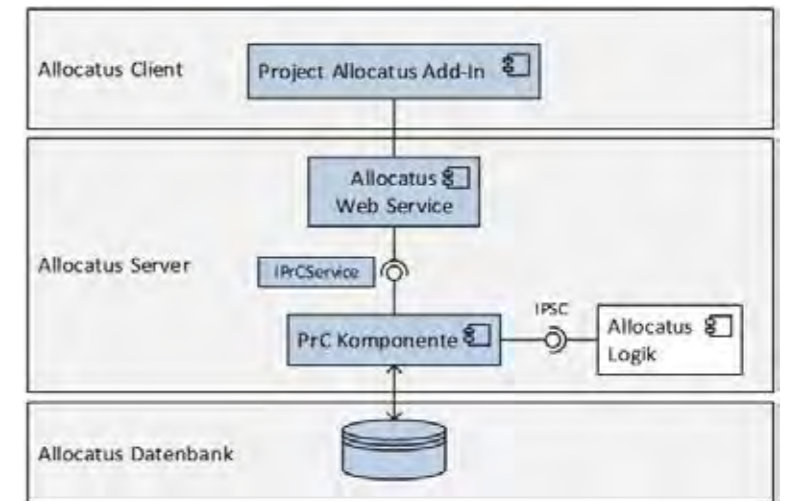 Allocatus Client
Project Allocatus Add-In
Allocatus
Web Service
Allocatus Server
IPrCService
IPSC
PrC Komponente
Allocatus
Logik
Allocatus Datenbank